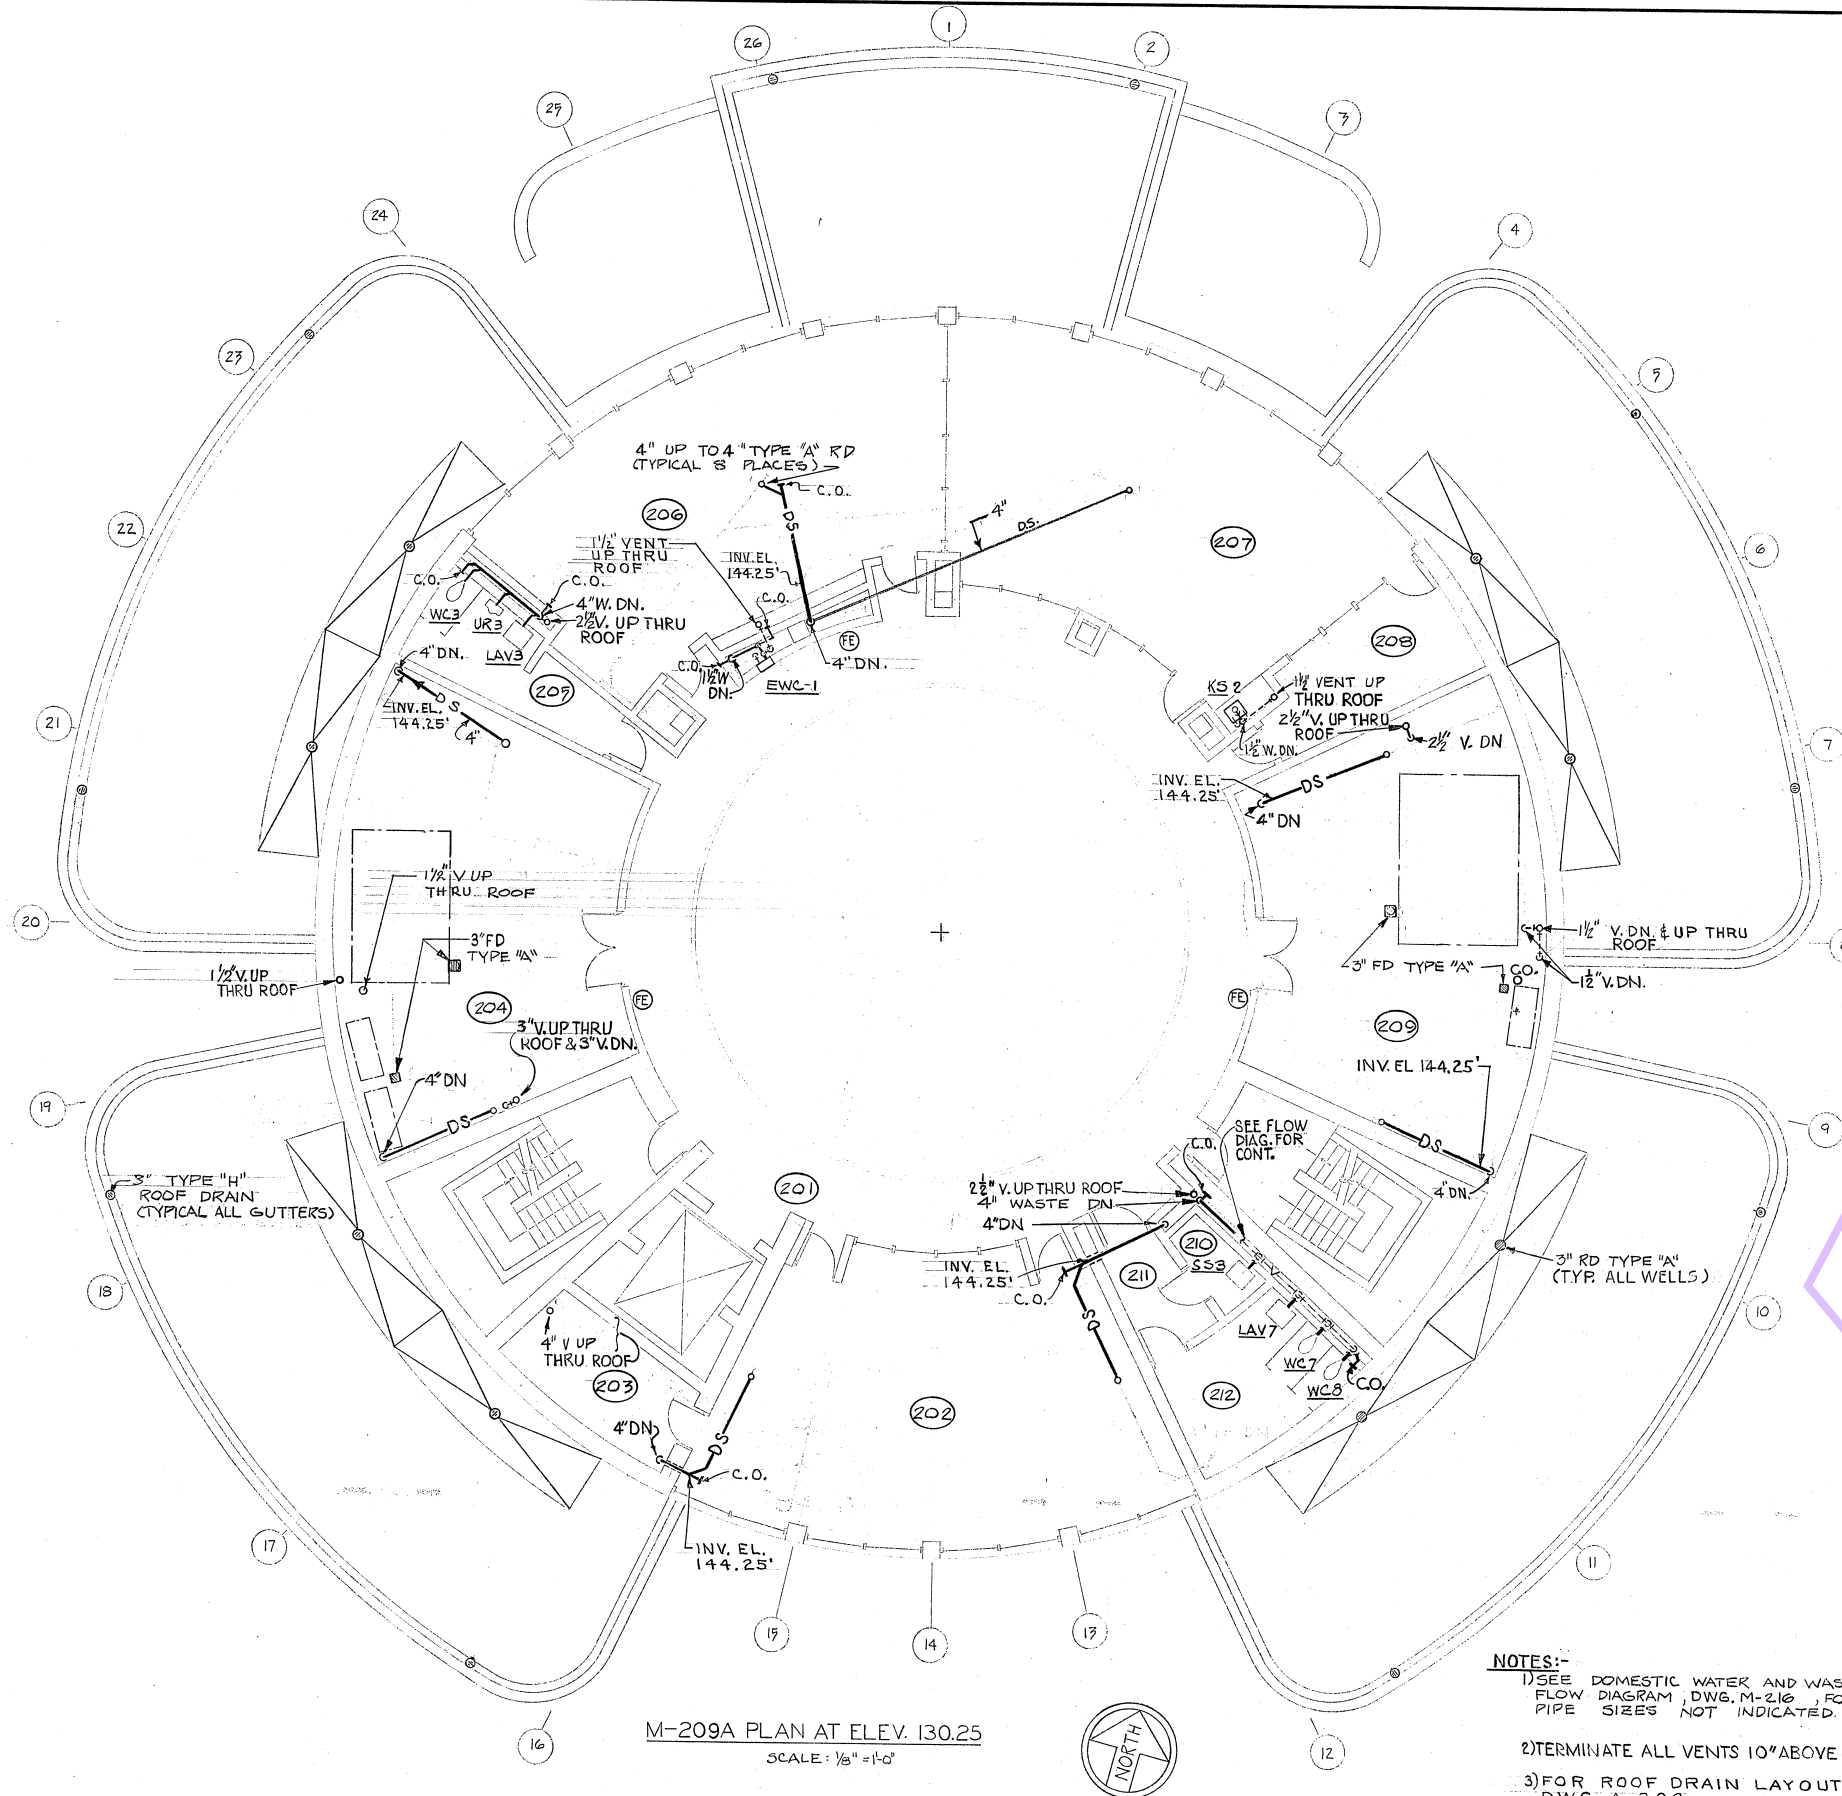 1
26
2
25
3
24
4
23
5
4" UP TO 4" TYPE "A" RD
(TYPICAL 8 PLACES)
C.O.
206
DS
4"
D.S.
207
22
6
1½" VENT
UP THRU
ROOF
INV. EL.
144.25'
C.O.
C.O.
C.O.
4" W. DN.
2½" V. UP THRU
ROOF
WC3
UR3
LAV3
FE
4" DN.
208
4" DN.
205
C.O.
1½" W
DN.
EWC-1
KS 2
1½" VENT UP
THRU ROOF
2½" V. UP THRU
ROOF
2½" V. DN
1½" W. DN.
INV. EL.
144.25'
DS
4"
21
7
INV. EL.
144.25'
DS
4" DN
1½" V UP
THRU ROOF
20
3" FD
TYPE "A"
1½" V. DN. & UP THRU
ROOF
3" FD TYPE "A"
C.O.
1½" V. DN.
1½" V. UP
THRU ROOF
FE
FE
204
209
3" V. UP THRU
ROOF & 3" V. DN.
INV. EL 144.25'
4" DN
19
9
DS
DS
SEE FLOW
DIAG. FOR
CONT.
C.O.
3" TYPE "H"
ROOF DRAIN
(TYPICAL ALL GUTTERS)
201
2½" V. UP THRU ROOF
4" WASTE DN
4" DN
4" DN.
210
SS3
211
INV. EL.
144.25'
C.O.
3" RD TYPE "A"
(TYP. ALL WELLS)
18
10
DS
LAV7
WC7
WC8
C.O.
4" V UP
THRU ROOF
203
202
212
4" DN
DS
C.O.
INV. EL.
144.25'
17
11
15
14
13
16
12
M-209A PLAN AT ELEV. 130.25
SCALE: 1/8" = 1'-0"
NORTH
NOTES:-
1) SEE DOMESTIC WATER AND WAS
FLOW DIAGRAM, DWG. M-216, FO
PIPE SIZES NOT INDICATED.
2) TERMINATE ALL VENTS 10" ABOVE
3) FOR ROOF DRAIN LAYOUT